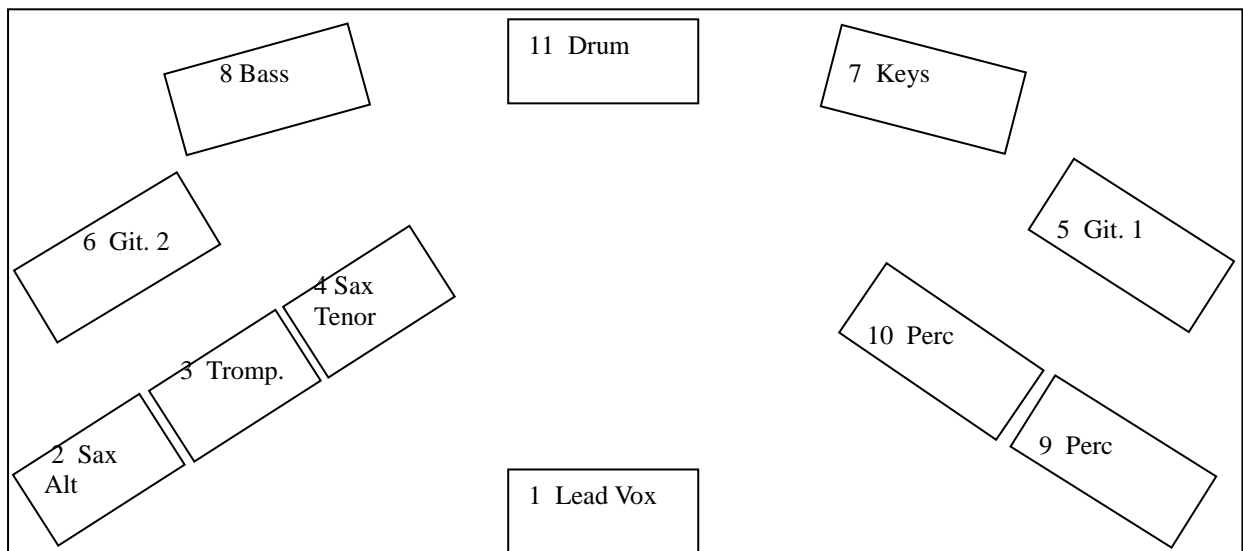 11 Drum
8 Bass
7 Keys
6 Git. 2
5 Git. 1
4 Sax
Tenor
10 Perc
3 Tromp.
2 Sax
Alt
9 Perc
1 Lead Vox